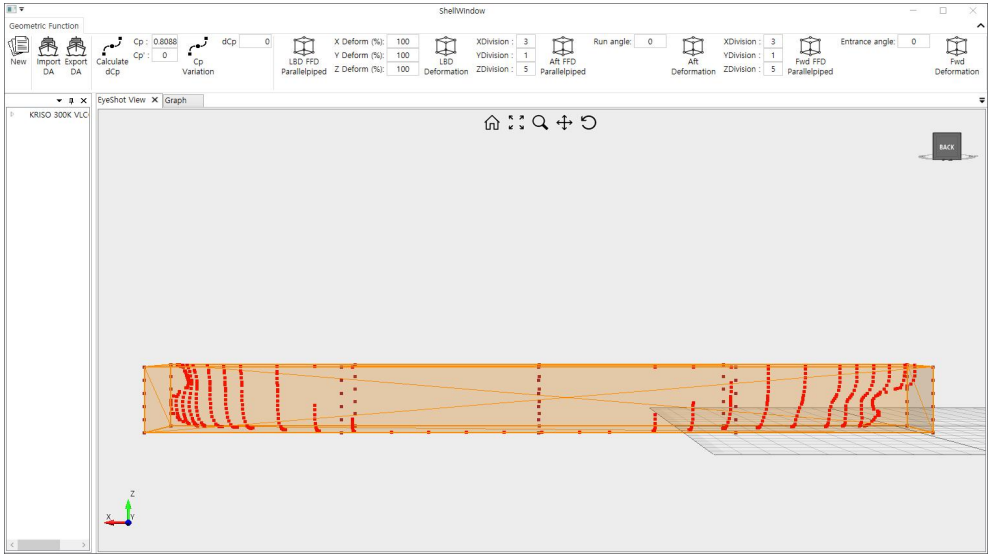 ShellWindow
Geometric Function
New
Import DA
Export DA
Calculate dCp
Cp : 0.8088
Cp' : 0
Cp Variation
dCp 0
LBD FFD Parallelpiped
X Deform (%): 100
Y Deform (%): 100
Z Deform (%): 100
LBD Deformation
XDivision : 3
YDivision : 1
ZDivision : 5
Aft FFD Parallelpiped
Run angle: 0
Aft Deformation
XDivision : 3
YDivision : 1
ZDivision : 5
Fwd FFD Parallelpiped
Entrance angle: 0
Fwd Deformation
EyeShot View X Graph
KRISO 300K VLC
BACK
Z
X
Y